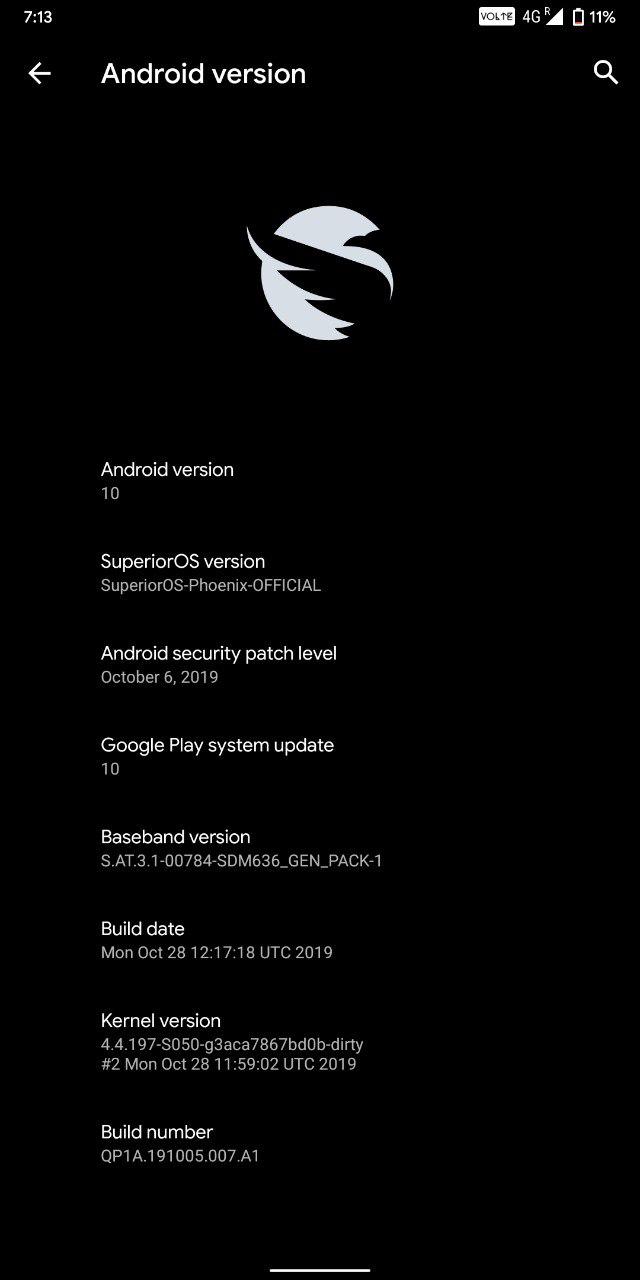 7:13 VOLTE 4G R 11%
Android version
Android version
10
SuperiorOS version
SuperiorOS-Phoenix-OFFICIAL
Android security patch level
October 6, 2019
Google Play system update
10
Baseband version
S.AT.3.1-00784-SDM636_GEN_PACK-1
Build date
Mon Oct 28 12:17:18 UTC 2019
Kernel version
4.4.197-S050-g3aca7867bd0b-dirty
#2 Mon Oct 28 11:59:02 UTC 2019
Build number
QP1A.191005.007.A1